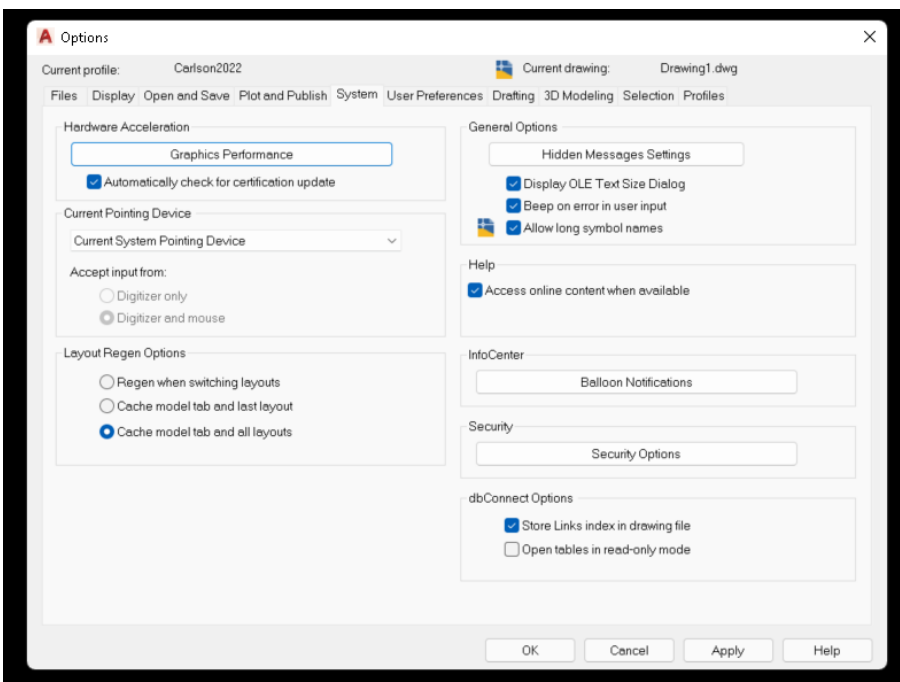 Options
Current profile: Carlson2022 Current drawing: Drawing1.dwg
Files Display Open and Save Plot and Publish System User Preferences Drafting 3D Modeling Selection Profiles
Hardware Acceleration
Graphics Performance
Automatically check for certification update
Current Pointing Device
Current System Pointing Device
Accept input from:
Digitizer only
Digitizer and mouse
Layout Regen Options
Regen when switching layouts
Cache model tab and last layout
Cache model tab and all layouts
General Options
Hidden Messages Settings
Display OLE Text Size Dialog
Beep on error in user input
Allow long symbol names
Help
Access online content when available
InfoCenter
Balloon Notifications
Security
Security Options
dbConnect Options
Store Links index in drawing file
Open tables in read-only mode
OK Cancel Apply Help